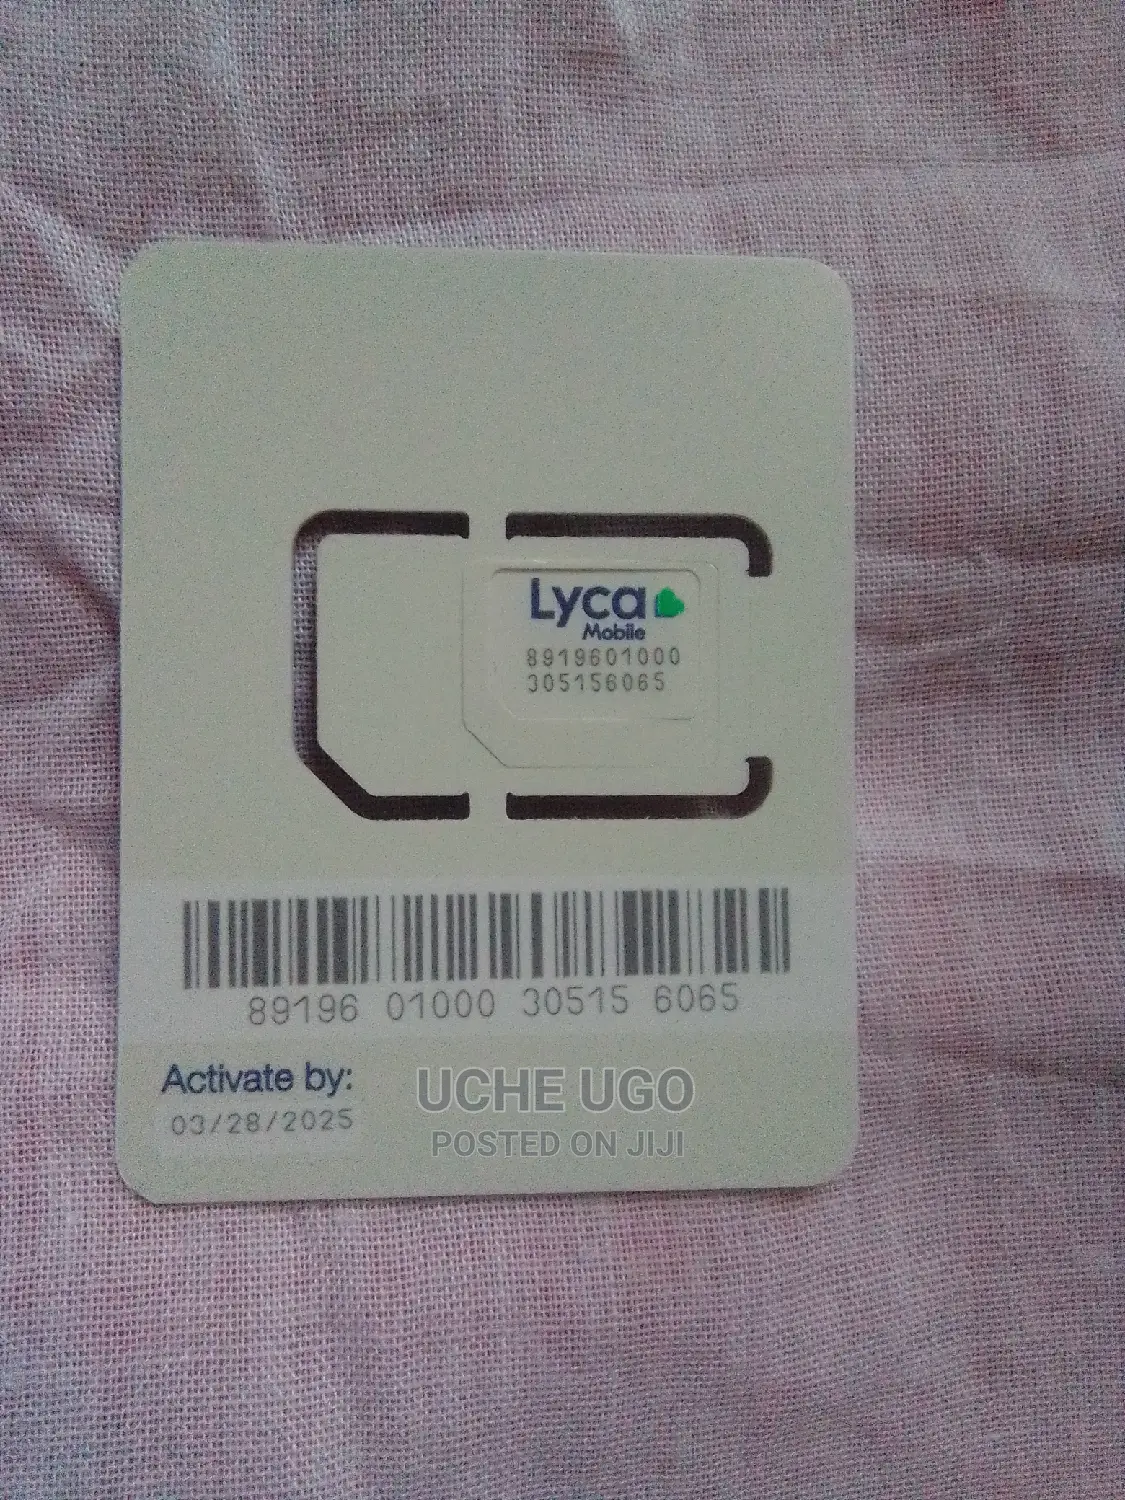 Lyca
Mobile
8919601000
305156065
89196 01000 30515 6065
Activate by:
03/28/2025
UCHE UGO
POSTED ON JIJI